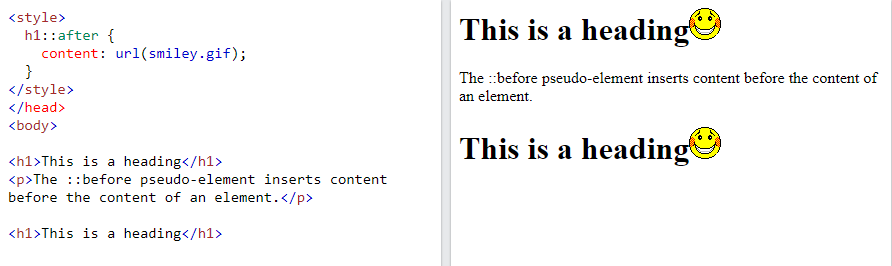 <style>
h1::after {
content: url(smiley.gif);
}
</style>
</head>
<body>
<h1>This is a heading</h1>
<p>The ::before pseudo-element inserts content
before the content of an element.</p>
<h1>This is a heading</h1>
This is a heading
The ::before pseudo-element inserts content before the content of
an element.
This is a heading